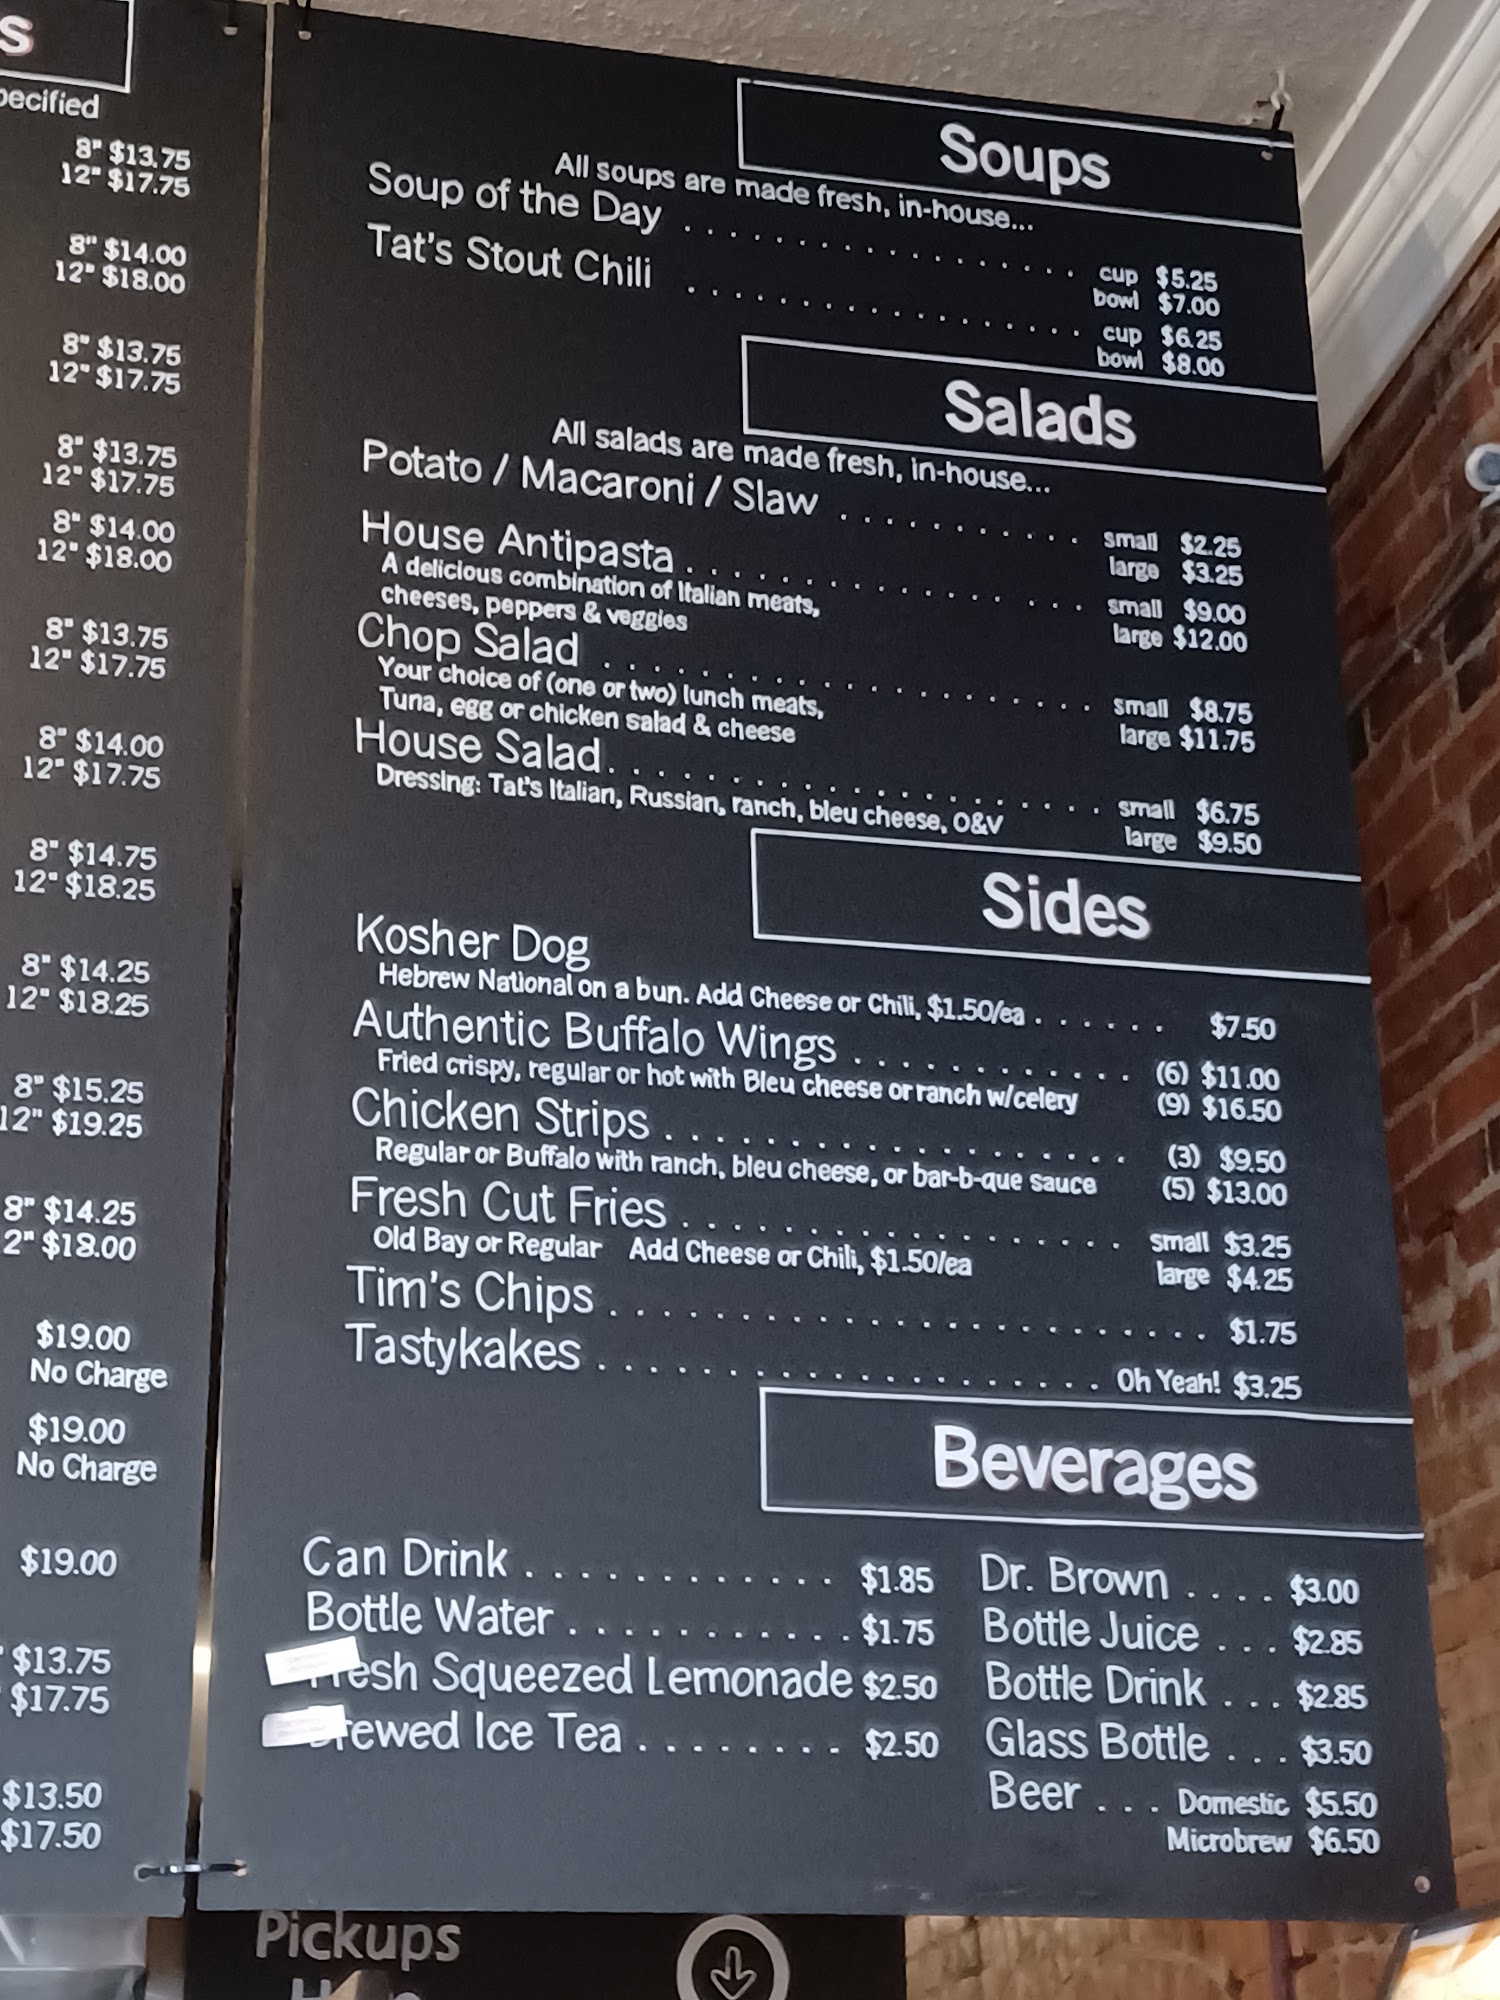 s
pecified
8" $13.75
12" $17.75
8" $14.00
12" $18.00
8" $13.75
12" $17.75
8" $13.75
12" $17.75
8" $14.00
12" $18.00
8" $13.75
12" $17.75
8" $14.00
12" $17.75
8" $14.75
12" $18.25
8" $14.25
12" $18.25
8" $15.25
12" $19.25
8" $14.25
2" $18.00
$19.00
No Charge
$19.00
No Charge
$19.00
$13.75
$17.75
$13.50
$17.50
Soups
All soups are made fresh, in-house...
Soup of the Day . . . . . . . . . . . . . . . . . . cup $5.25
bowl $7.00
Tat's Stout Chili . . . . . . . . . . . . . . . . . . cup $6.25
bowl $8.00
Salads
All salads are made fresh, in-house...
Potato / Macaroni / Slaw . . . . . . . . . . . small $2.25
large $3.25
House Antipasta . . . . . . . . . . . . . . . . . . small $9.00
A delicious combination of Italian meats,
cheeses, peppers & veggies
large $12.00
Chop Salad . . . . . . . . . . . . . . . . . . . . . . small $8.75
Your choice of (one or two) lunch meats,
Tuna, egg or chicken salad & cheese
large $11.75
House Salad . . . . . . . . . . . . . . . . . . . . . small $6.75
Dressing: Tat's Italian, Russian, ranch, bleu cheese, O&V
large $9.50
Sides
Kosher Dog
Hebrew National on a bun. Add Cheese or Chili, $1.50/ea . . . . . . . $7.50
Authentic Buffalo Wings . . . . . . . . . . . . (6) $11.00
Fried crispy, regular or hot with Bleu cheese or ranch w/celery (9) $16.50
Chicken Strips . . . . . . . . . . . . . . . . . . . . (3) $9.50
Regular or Buffalo with ranch, bleu cheese, or bar-b-que sauce (5) $13.00
Fresh Cut Fries . . . . . . . . . . . . . . . . . . . small $3.25
Old Bay or Regular Add Cheese or Chili, $1.50/ea large $4.25
Tim's Chips . . . . . . . . . . . . . . . . . . . . . . . . . . $1.75
Tastykakes . . . . . . . . . . . . . . . . . . . . . . Oh Yeah! $3.25
Beverages
Can Drink . . . . . . . . . . . . . $1.85
Bottle Water . . . . . . . . . . . . $1.75
resh Squeezed Lemonade $2.50
rewed Ice Tea . . . . . . . . . $2.50
Dr. Brown . . . . $3.00
Bottle Juice . . . $2.85
Bottle Drink . . . $2.85
Glass Bottle . . . $3.50
Beer . . . Domestic $5.50
Microbrew $6.50
Pickups